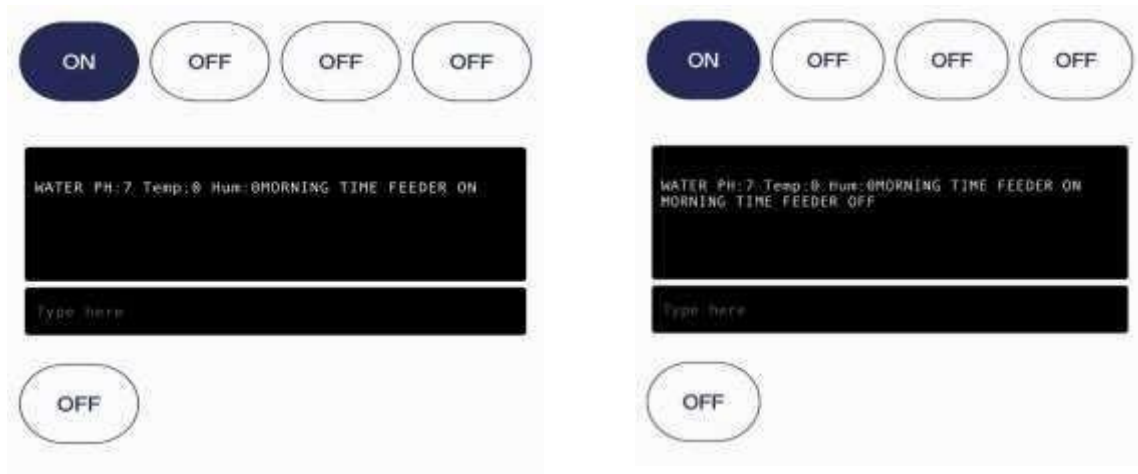 ON OFF OFF OFF
WATER PH:7 Temp:0 Hum:0MORNING TIME FEEDER ON
Type here
OFF
ON OFF OFF OFF
WATER PH:7 Temp:0 Hum:0MORNING TIME FEEDER ON
MORNING TIME FEEDER OFF
Type here
OFF